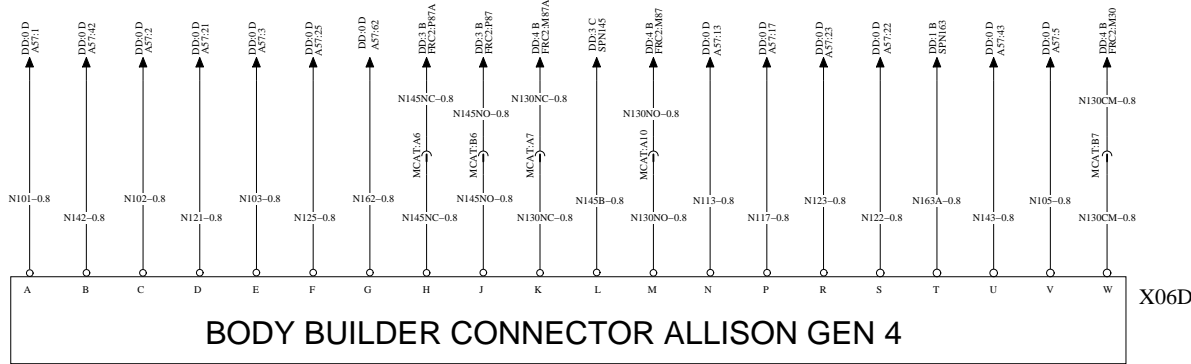 DD:0 D
A57:1
DD:0 D
A57:42
DD:0 D
A57:2
DD:0 D
A57:21
DD:0 D
A57:3
DD:0 D
A57:25
DD:0 D
A57:62
DD:3 B
FRC2:P87A
DD:3 B
FRC2:P87
DD:4 B
FRC2:M87A
DD:3 C
SPN145
DD:4 B
FRC2:M87
DD:0 D
A57:13
DD:0 D
A57:17
DD:0 D
A57:23
DD:0 D
A57:22
DD:1 B
SPN163
DD:0 D
A57:43
DD:0 D
A57:5
DD:4 B
FRC2:M30
N145NC–0.8
N145NO–0.8
N130NC–0.8
N130NO–0.8
N130CM–0.8
MCAT:A6
MCAT:B6
MCAT:A7
MCAT:A10
MCAT:B7
N101–0.8
N142–0.8
N102–0.8
N121–0.8
N103–0.8
N125–0.8
N162–0.8
N145NC–0.8
N145NO–0.8
N130NC–0.8
N145B–0.8
N130NO–0.8
N113–0.8
N117–0.8
N123–0.8
N122–0.8
N163A–0.8
N143–0.8
N105–0.8
N130CM–0.8
A B C D E F G H J K L M N P R S T U V W
X06D
BODY BUILDER CONNECTOR ALLISON GEN 4